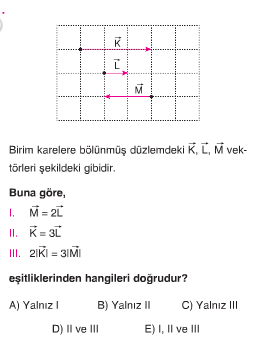 K⃗
L⃗
M⃗
Birim karelere bölünmüş düzlemdeki K⃗, L⃗, M⃗ vek-
törleri şekildeki gibidir.
Buna göre,
I. M⃗ = 2L⃗
II. K⃗ = 3L⃗
III. 2|K⃗| = 3|M⃗|
eşitliklerinden hangileri doğrudur?
A) Yalnız I B) Yalnız II C) Yalnız III
D) II ve III E) I, II ve III